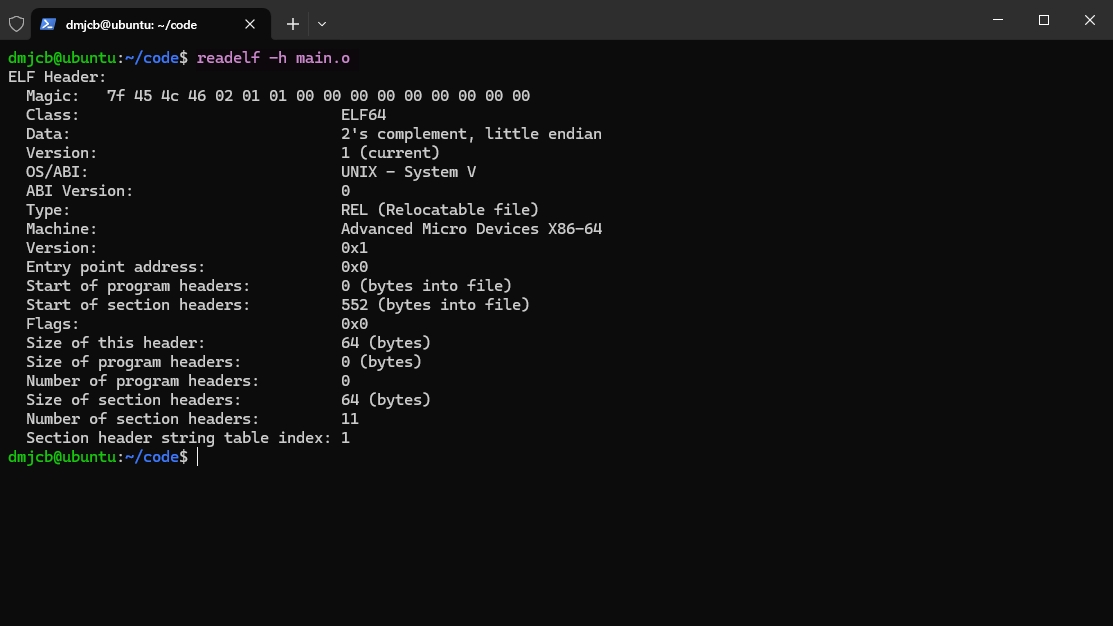 dmjcb@ubuntu: ~/code
dmjcb@ubuntu:~/code$ readelf -h main.o
ELF Header:
  Magic:   7f 45 4c 46 02 01 01 00 00 00 00 00 00 00 00 00
  Class:                             ELF64
  Data:                              2's complement, little endian
  Version:                           1 (current)
  OS/ABI:                            UNIX - System V
  ABI Version:                       0
  Type:                              REL (Relocatable file)
  Machine:                           Advanced Micro Devices X86-64
  Version:                           0x1
  Entry point address:               0x0
  Start of program headers:          0 (bytes into file)
  Start of section headers:          552 (bytes into file)
  Flags:                             0x0
  Size of this header:               64 (bytes)
  Size of program headers:           0 (bytes)
  Number of program headers:         0
  Size of section headers:           64 (bytes)
  Number of section headers:         11
  Section header string table index: 1
dmjcb@ubuntu:~/code$